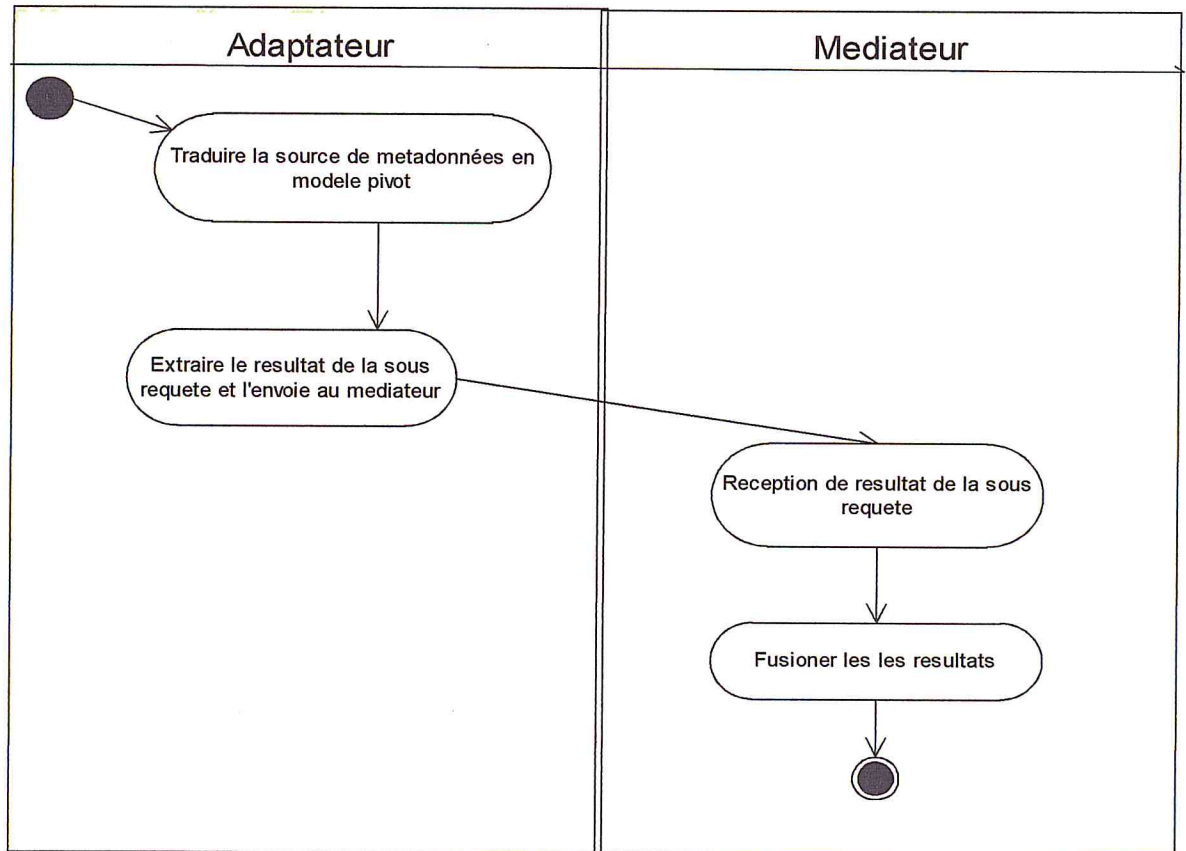 Adaptateur
Mediateur
Traduire la source de metadonnées en
modele pivot
Extraire le resultat de la sous
requete et l'envoie au mediateur
Reception de resultat de la sous
requete
Fusioner les les resultats